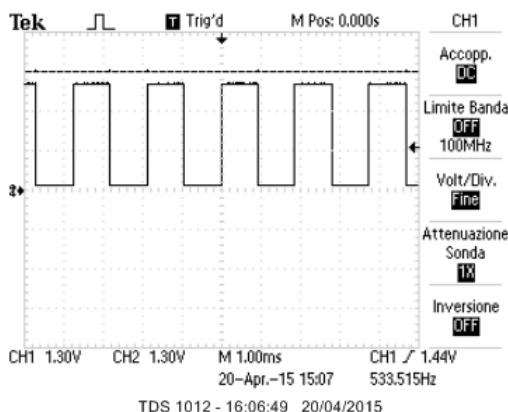 Tek Trig'd M Pos: 0.000s CH1
Accopp.
DC
Limite Banda
OFF
100MHz
Volt/Div.
Fine
Attenuazione
Sonda
1X
Inversione
OFF
CH1 1.30V CH2 1.30V M 1.00ms CH1 1.44V
20-Apr.-15 15:07 533.515Hz
TDS 1012 - 16:06:49 20/04/2015